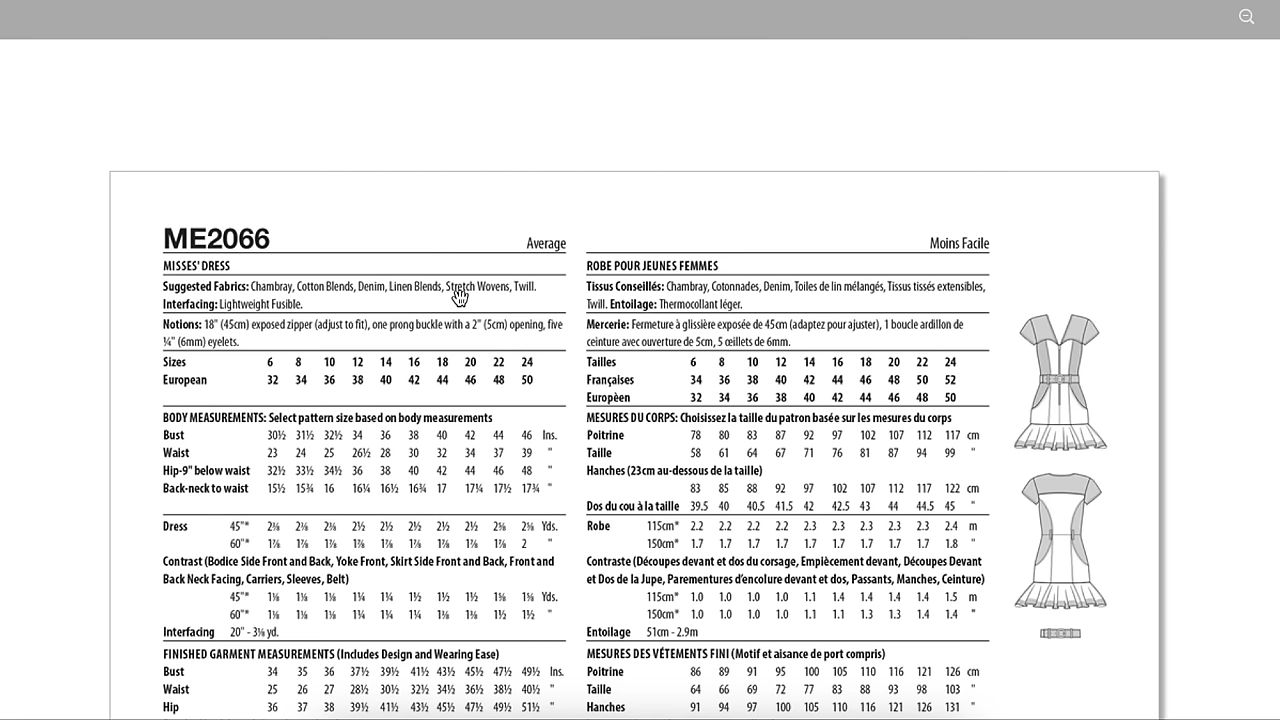 ME2066
Average
MISSES' DRESS
Suggested Fabrics: Chambray, Cotton Blends, Denim, Linen Blends, Stretch Wovens, Twill.
Interfacing: Lightweight Fusible.
Notions: 18" (45cm) exposed zipper (adjust to fit), one prong buckle with a 2" (5cm) opening, five
¼" (6mm) eyelets.
Sizes 6 8 10 12 14 16 18 20 22 24
European 32 34 36 38 40 42 44 46 48 50
BODY MEASUREMENTS: Select pattern size based on body measurements
Bust 30½ 31½ 32½ 34 36 38 40 42 44 46 Ins.
Waist 23 24 25 26½ 28 30 32 34 37 39 "
Hip-9" below waist 32½ 33½ 34½ 36 38 40 42 44 46 48 "
Back-neck to waist 15½ 15¾ 16 16¼ 16½ 16¾ 17 17¼ 17½ 17¾ "
Dress 45"* 2⅜ 2⅜ 2⅜ 2½ 2½ 2½ 2½ 2½ 2⅝ 2⅝ Yds.
60"* 1⅞ 1⅞ 1⅞ 1⅞ 1⅞ 1⅞ 1⅞ 1⅞ 1⅞ 2 "
Contrast (Bodice Side Front and Back, Yoke Front, Skirt Side Front and Back, Front and
Back Neck Facing, Carriers, Sleeves, Belt)
45"* 1⅛ 1⅛ 1⅛ 1¼ 1¼ 1½ 1½ 1½ 1⅝ 1⅝ Yds.
60"* 1⅛ 1⅛ 1⅛ 1⅛ 1¼ 1¼ 1⅜ 1⅜ 1½ 1½ "
Interfacing 20" - 3⅛ yd.
FINISHED GARMENT MEASUREMENTS (Includes Design and Wearing Ease)
Bust 34 35 36 37½ 39½ 41½ 43½ 45½ 47½ 49½ Ins.
Waist 25 26 27 28½ 30½ 32½ 34½ 36½ 38½ 40½ "
Hip 36 37 38 39½ 41½ 43½ 45½ 47½ 49½ 51½ "
Moins Facile
ROBE POUR JEUNES FEMMES
Tissus Conseillés: Chambray, Cotonnades, Denim, Toiles de lin mélangés, Tissus tissés extensibles,
Twill. Entoilage: Thermocollant léger.
Mercerie: Fermeture à glissière exposée de 45cm (adaptez pour ajuster), 1 boucle ardillon de
ceinture avec ouverture de 5cm, 5 œillets de 6mm.
Tailles 6 8 10 12 14 16 18 20 22 24
Françaises 34 36 38 40 42 44 46 48 50 52
Europèen 32 34 36 38 40 42 44 46 48 50
MESURES DU CORPS: Choisissez la taille du patron basée sur les mesures du corps
Poitrine 78 80 83 87 92 97 102 107 112 117 cm
Taille 58 61 64 67 71 76 81 87 94 99 "
Hanches (23cm au-dessous de la taille)
83 85 88 92 97 102 107 112 117 122 cm
Dos du cou à la taille 39.5 40 40.5 41.5 42 42.5 43 44 44.5 45 "
Robe 115cm* 2.2 2.2 2.2 2.2 2.3 2.3 2.3 2.3 2.3 2.4 m
150cm* 1.7 1.7 1.7 1.7 1.7 1.7 1.7 1.7 1.7 1.8 "
Contraste (Découpes devant et dos du corsage, Empiècement devant, Découpes Devant
et Dos de la Jupe, Parementures d'encolure devant et dos, Passants, Manches, Ceinture)
115cm* 1.0 1.0 1.0 1.0 1.1 1.4 1.4 1.4 1.4 1.5 m
150cm* 1.0 1.0 1.0 1.0 1.1 1.1 1.3 1.3 1.4 1.4 "
Entoilage 51cm - 2.9m
MESURES DES VÉTEMENTS FINI (Motif et aisance de port compris)
Poitrine 86 89 91 95 100 105 110 116 121 126 cm
Taille 64 66 69 72 77 83 88 93 98 103 "
Hanches 91 94 97 100 105 110 116 121 126 131 "